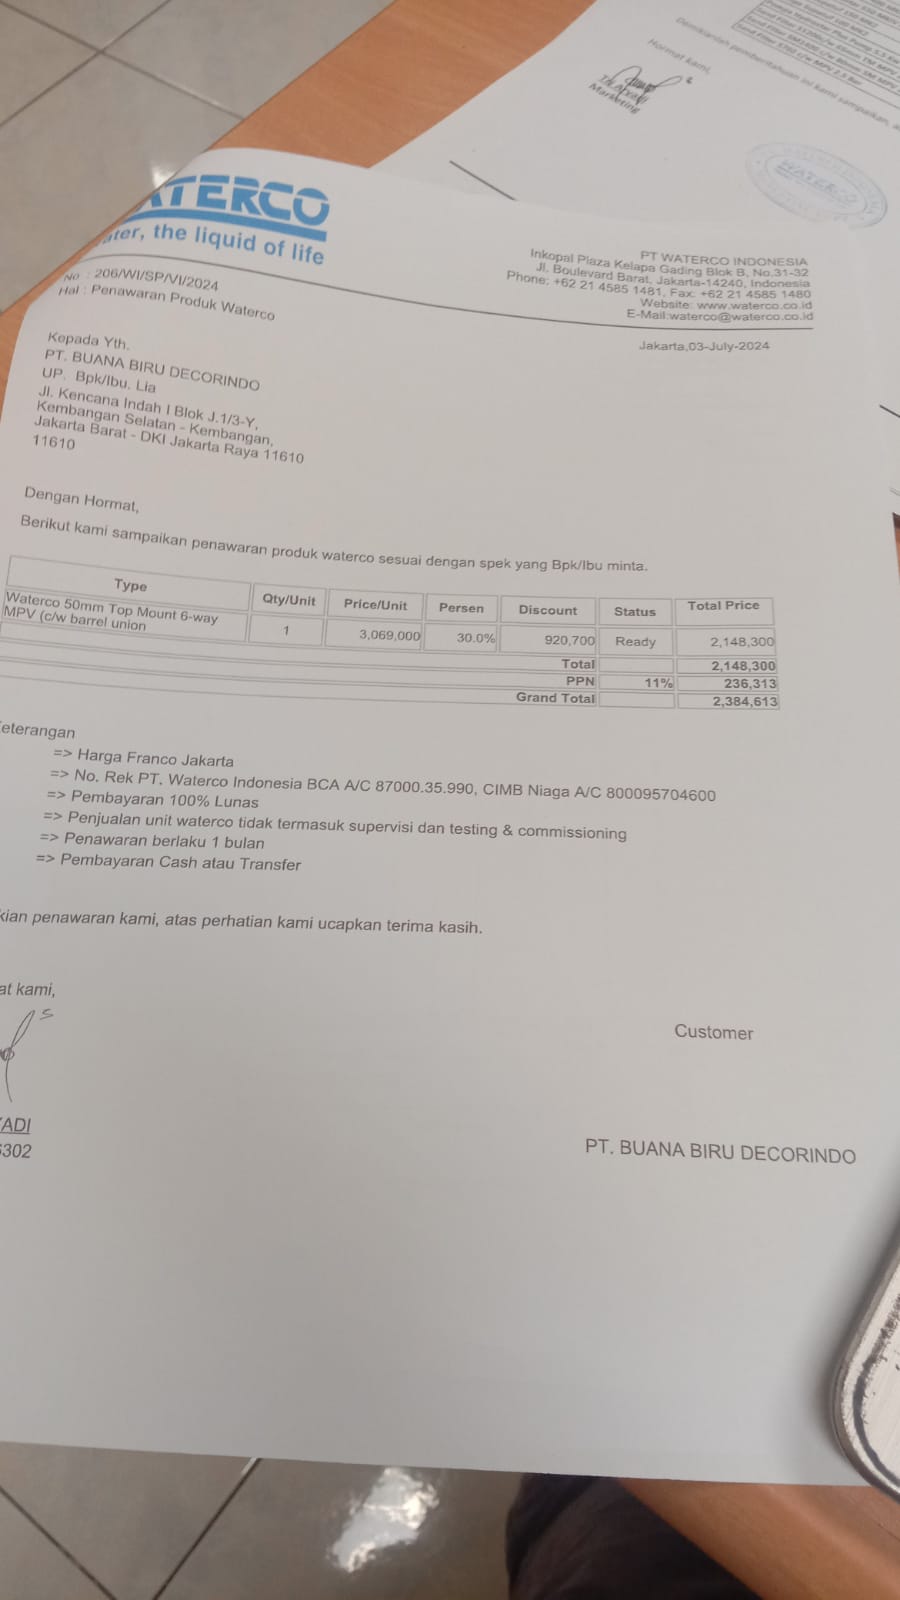 Demikianlah pemberitahuan ini kami sampaikan, a
Hormat kami,
Marketing
WATERCO
ATERCO
ater, the liquid of life
PT WATERCO INDONESIA
Inkopal Plaza Kelapa Gading Blok B, No,31-32
Jl. Boulevard Barat, Jakarta-14240, Indonesia
Phone; +62 21 4585 1481, Fax: +62 21 4585 1480
Website: www.waterco.co.id
E-Mail:waterco@waterco.co.id
No : 206/WI/SP/VI/2024
Hal : Penawaran Produk Waterco
Jakarta,03-July-2024
Kepada Yth.
PT. BUANA BIRU DECORINDO
UP. Bpk/Ibu. Lia
Jl. Kencana Indah I Blok J.1/3-Y,
Kembangan Selatan - Kembangan,
Jakarta Barat - DKI Jakarta Raya 11610
11610
Dengan Hormat,
Berikut kami sampaikan penawaran produk waterco sesuai dengan spek yang Bpk/Ibu minta.
Type Qty/Unit Price/Unit Persen Discount Status Total Price
Waterco 50mm Top Mount 6-way
MPV (c/w barrel union 1 3,069,000 30.0% 920,700 Ready 2,148,300
Total 2,148,300
PPN 11% 236,313
Grand Total 2,384,613
eterangan
=> Harga Franco Jakarta
=> No. Rek PT. Waterco Indonesia BCA A/C 87000.35.990, CIMB Niaga A/C 800095704600
=> Pembayaran 100% Lunas
=> Penjualan unit waterco tidak termasuk supervisi dan testing & commissioning
=> Penawaran berlaku 1 bulan
=> Pembayaran Cash atau Transfer
kian penawaran kami, atas perhatian kami ucapkan terima kasih.
at kami,
Customer
ADI
6302
PT. BUANA BIRU DECORINDO